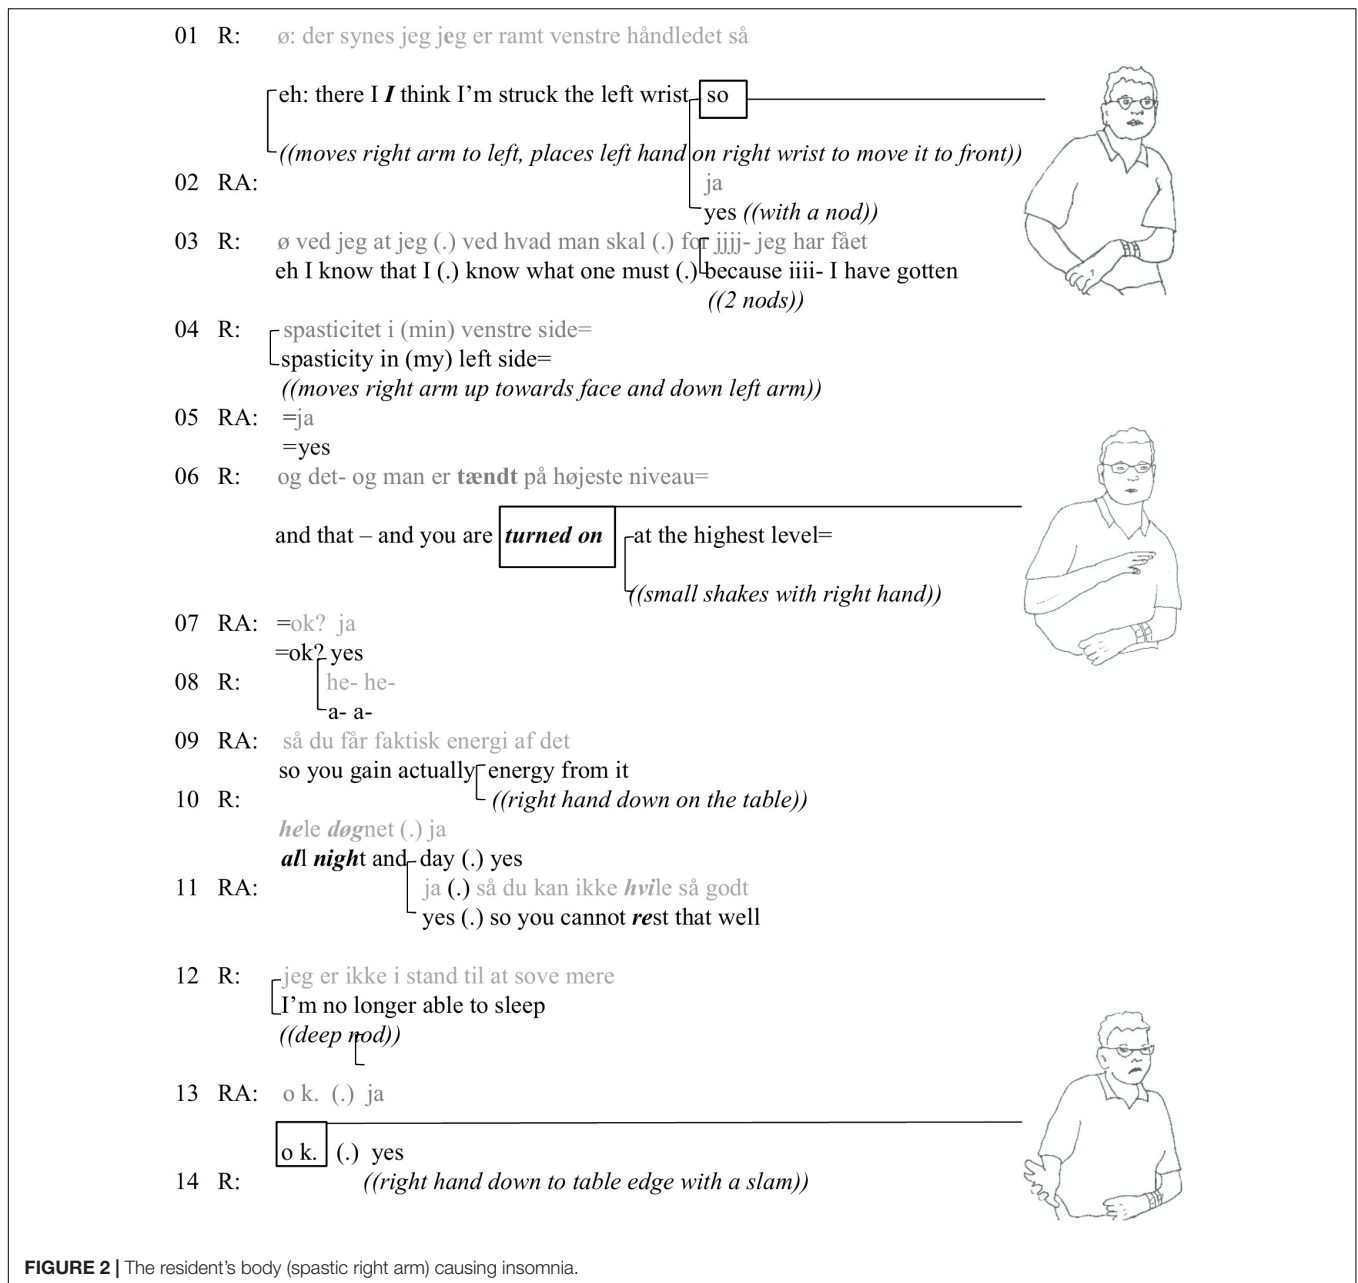 01 R: ø: der synes jeg jeg er ramt venstre håndledet så
eh: there I I think I'm struck the left wrist so
((moves right arm to left, places left hand on right wrist to move it to front))
02 RA: ja
yes ((with a nod))
03 R: ø ved jeg at jeg (.) ved hvad man skal (.) for jjjj- jeg har fået
eh I know that I (.) know what one must (.) because iiii- I have gotten
((2 nods))
04 R: spasticitet i (min) venstre side=
spasticity in (my) left side=
((moves right arm up towards face and down left arm))
05 RA: =ja
=yes
06 R: og det- og man er tændt på højeste niveau=
and that – and you are turned on at the highest level=
((small shakes with right hand))
07 RA: =ok? ja
=ok? yes
08 R: he- he-
a- a-
09 RA: så du får faktisk energi af det
so you gain actually energy from it
10 R: ((right hand down on the table))
hele døgnet (.) ja
all night and day (.) yes
11 RA: ja (.) så du kan ikke hvile så godt
yes (.) so you cannot rest that well
12 R: jeg er ikke i stand til at sove mere
I'm no longer able to sleep
((deep nod))
13 RA: o k. (.) ja
o k. (.) yes
14 R: ((right hand down to table edge with a slam))
FIGURE 2 | The resident's body (spastic right arm) causing insomnia.